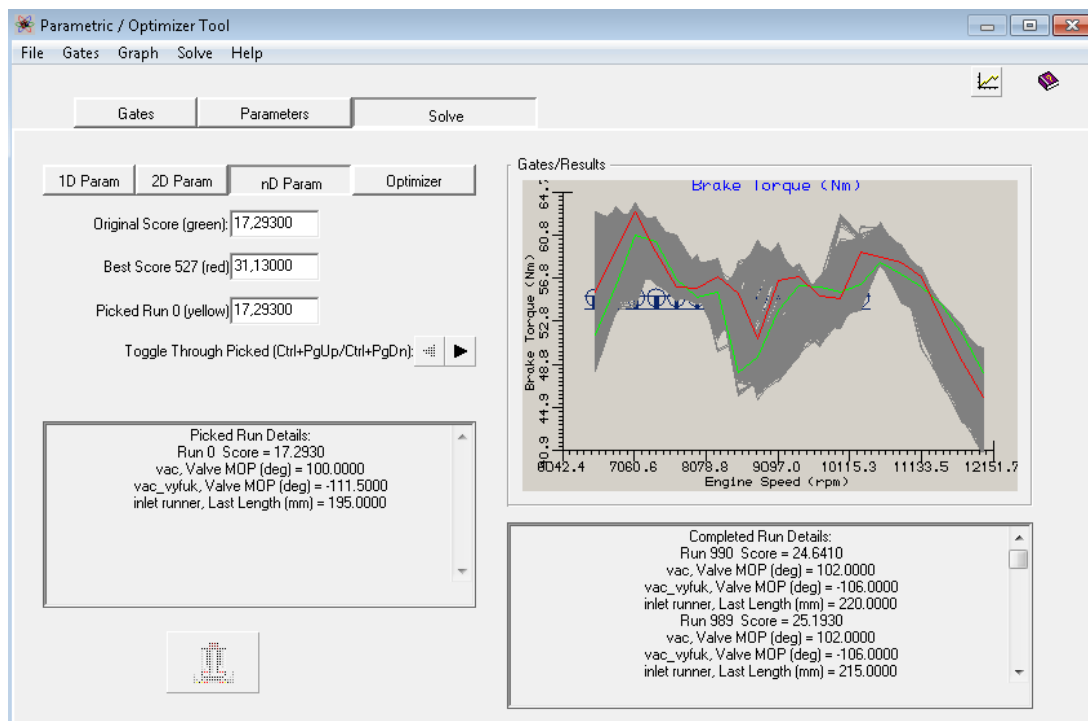 Parametric / Optimizer Tool
File Gates Graph Solve Help
Gates Parameters Solve
1D Param 2D Param nD Param Optimizer
Original Score (green): 17,29300
Best Score 527 (red) 31,13000
Picked Run 0 (yellow) 17,29300
Toggle Through Picked (Ctrl+PgUp/Ctrl+PgDn):
Picked Run Details:
Run 0 Score = 17.2930
vac, Valve MOP (deg) = 100.0000
vac_vyfuk, Valve MOP (deg) = -111.5000
inlet runner, Last Length (mm) = 195.0000
Gates/Results
Brake Torque (Nm)
Brake Torque (Nm)
60.8
56.8
52.8
48.8
44.9
6042.4 7060.6 8078.8 9097.0 10115.3 11133.5 12151.7
Engine Speed (rpm)
Completed Run Details:
Run 990 Score = 24.6410
vac, Valve MOP (deg) = 102.0000
vac_vyfuk, Valve MOP (deg) = -106.0000
inlet runner, Last Length (mm) = 220.0000
Run 989 Score = 25.1930
vac, Valve MOP (deg) = 102.0000
vac_vyfuk, Valve MOP (deg) = -106.0000
inlet runner, Last Length (mm) = 215.0000